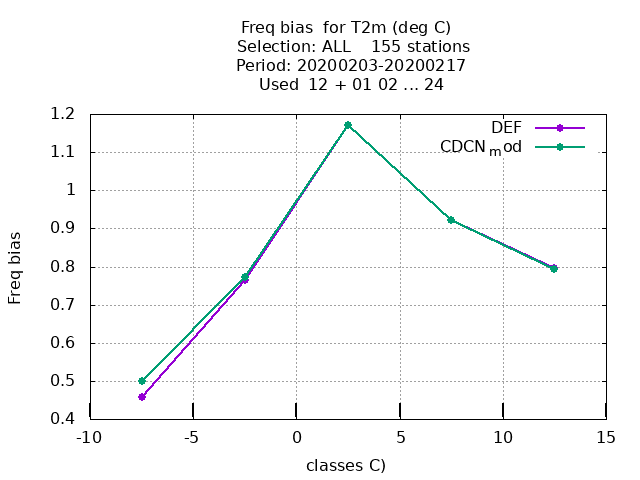 Freq bias  for T2m (deg C)
Selection: ALL    155 stations
Period: 20200203-20200217
Used  12 + 01 02 ... 24
DEF
CDCNmod
1.2
1.1
1
0.9
0.8
0.7
0.6
0.5
0.4
Freq bias
-10
-5
0
5
10
15
classes C)